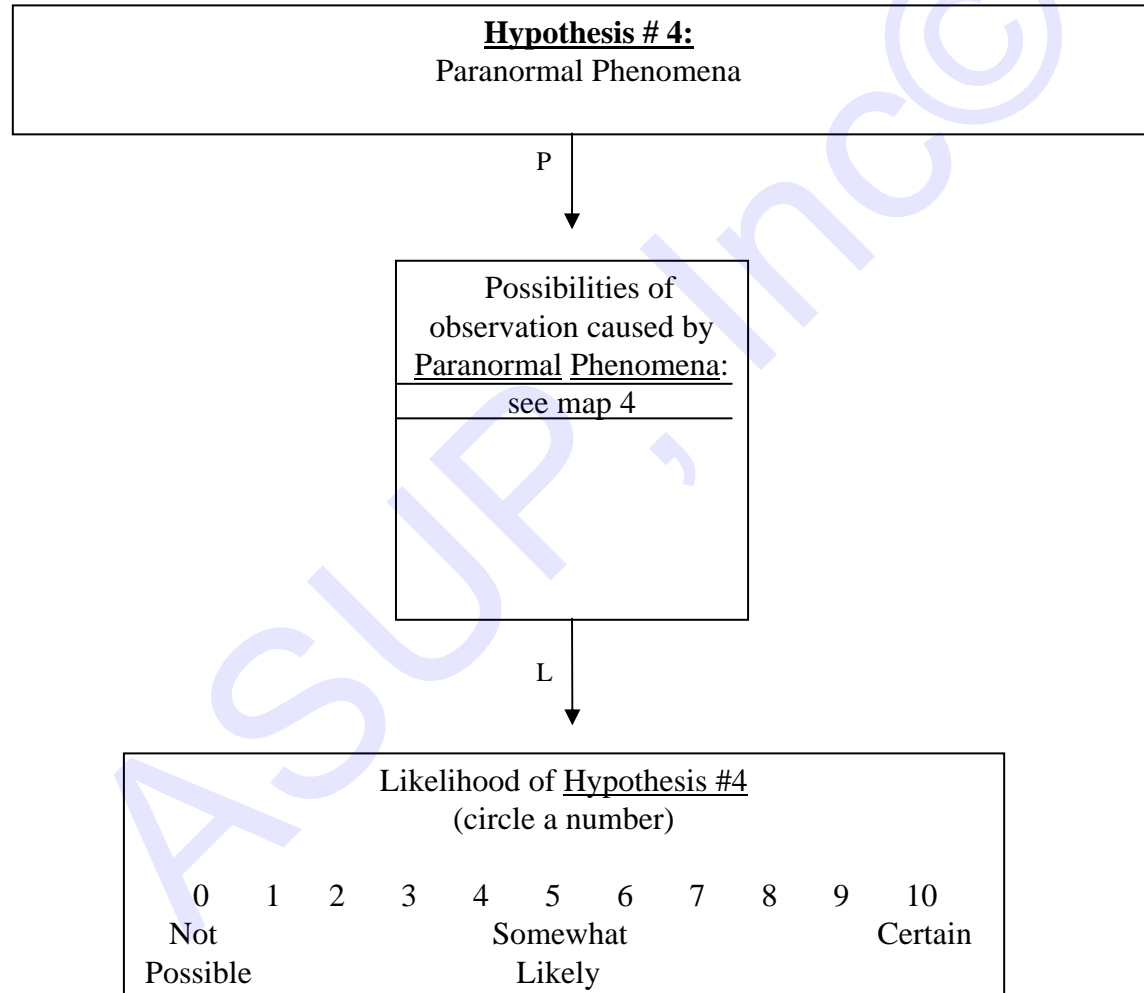 Hypothesis # 4:
Paranormal Phenomena
P
Possibilities of
observation caused by
Paranormal Phenomena:
see map 4
L
Likelihood of Hypothesis #4
(circle a number)
0 1 2 3 4 5 6 7 8 9 10
Not Somewhat Certain
Possible Likely
ASUP, Inc©